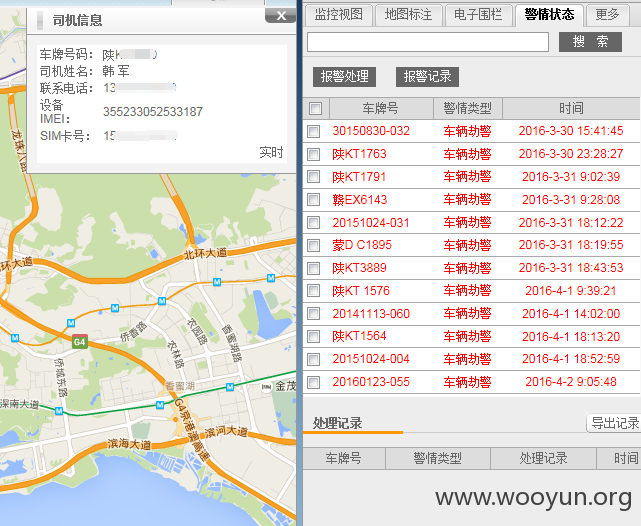 司机信息
车牌号码: 陕K
司机姓名: 韩 军
联系电话: 13
设备
IMEI: 355233052533187
SIM卡号: 15
实时
龙珠八路
北环大道
北环大道
侨香路
农园路
香蜜湖路
农林路
G4
侨城东路
香蜜湖
金茂
深南大道
G4京港澳高速
滨海大道
滨河大道
监控视图 地图标注 电子围栏 警情状态 更多
搜 索
报警处理 报警记录
车牌号 警情类型 时间
30150830-032 车辆劫警 2016-3-30 15:41:45
陕KT1763 车辆劫警 2016-3-30 23:28:27
陕KT1791 车辆劫警 2016-3-31 9:02:39
赣EX6143 车辆劫警 2016-3-31 9:28:08
20151024-031 车辆劫警 2016-3-31 18:12:22
蒙D C1895 车辆劫警 2016-3-31 18:19:55
陕KT3889 车辆劫警 2016-3-31 18:43:53
陕KT 1576 车辆劫警 2016-4-1 9:39:21
20141113-060 车辆劫警 2016-4-1 14:02:00
陕KT1564 车辆劫警 2016-4-1 18:13:20
20151024-004 车辆劫警 2016-4-1 18:52:59
20160123-055 车辆劫警 2016-4-2 9:05:48
处理记录 导出记录
车牌号 警情类型 处理记录 时间
www.wooyun.org